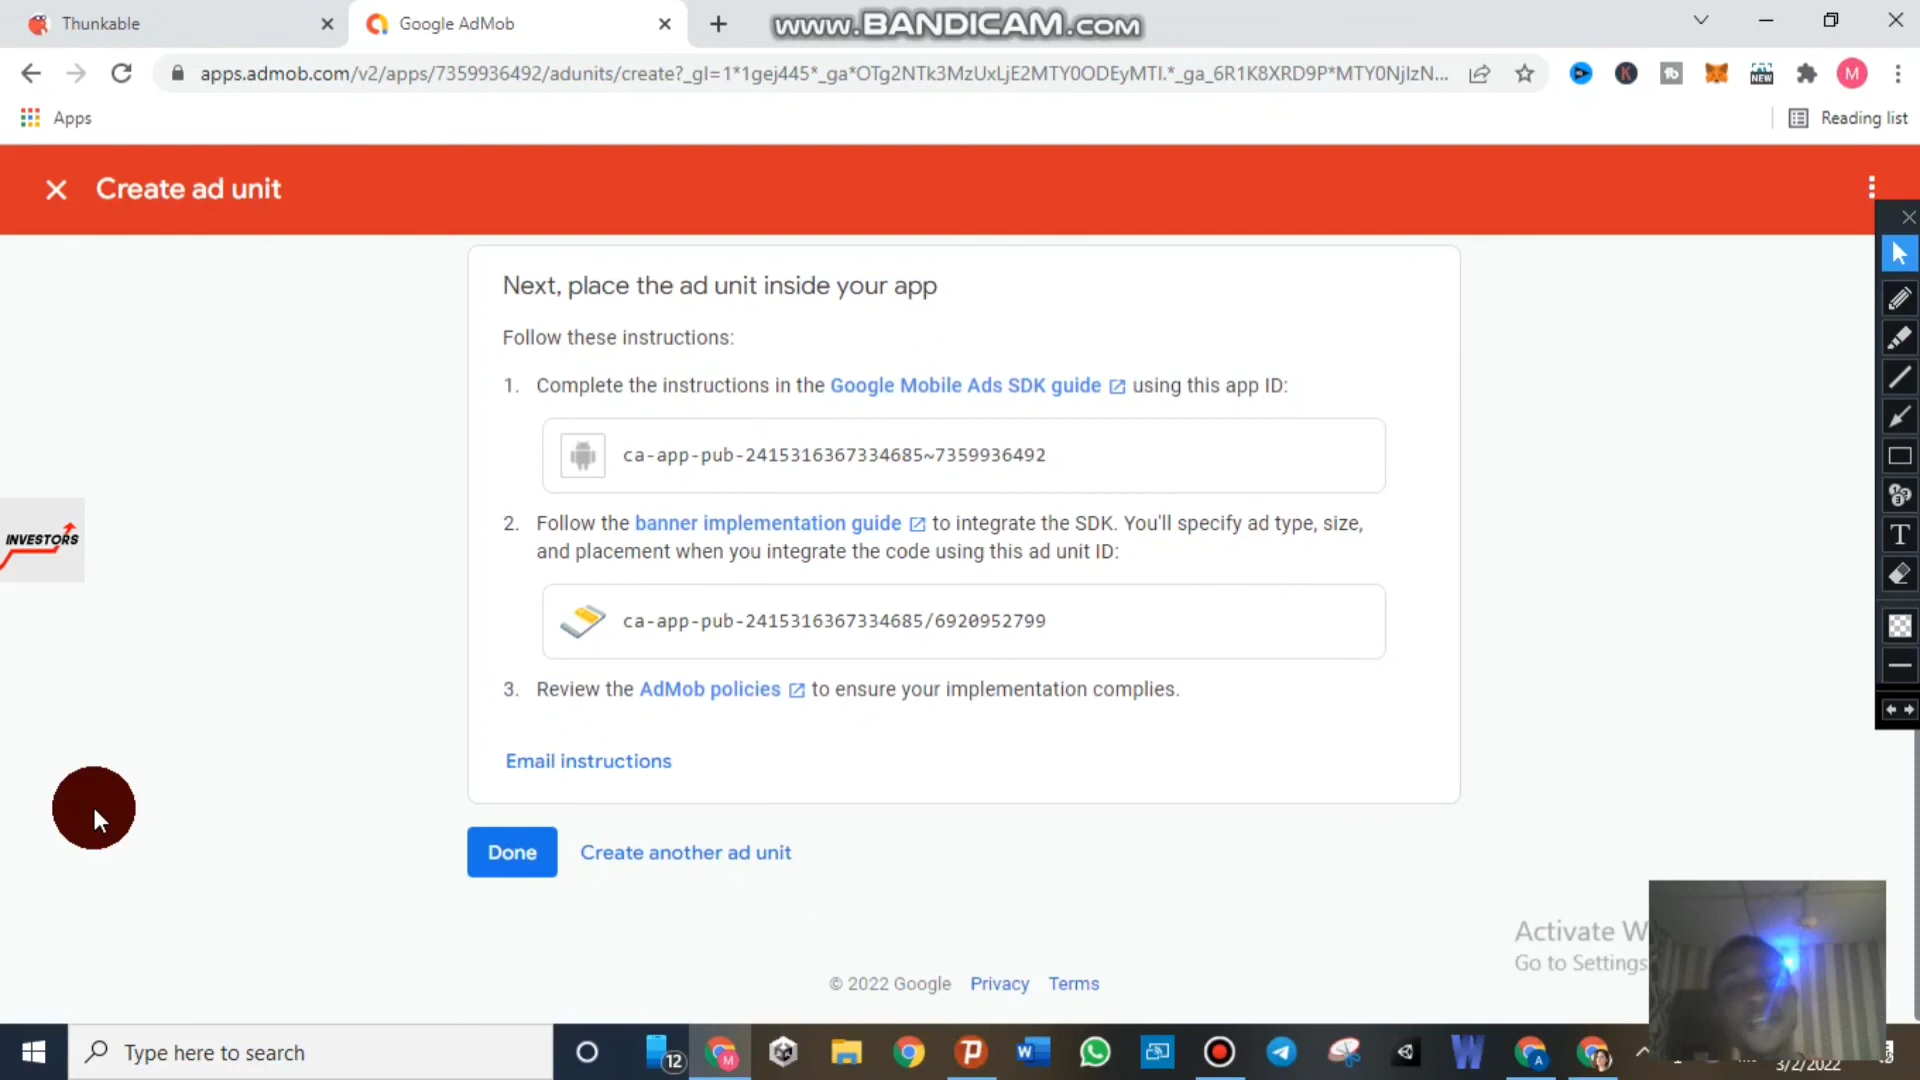 Thunkable
Google AdMob
www.BANDICAM.com
apps.admob.com/v2/apps/7359936492/adunits/create?_gl=1*1gej445*_ga*OTg2NTk3MzUxLjE2MTY0ODEyMTI.*_ga_6R1K8XRD9P*MTY0NjIzN...
M
NEW
Apps
Reading list
Create ad unit
Next, place the ad unit inside your app
Follow these instructions:
1. Complete the instructions in the Google Mobile Ads SDK guide using this app ID:
ca-app-pub-2415316367334685~7359936492
2. Follow the banner implementation guide to integrate the SDK. You'll specify ad type, size,
and placement when you integrate the code using this ad unit ID:
ca-app-pub-2415316367334685/6920952799
3. Review the AdMob policies to ensure your implementation complies.
Email instructions
INVESTORS
Done
Create another ad unit
Activate W
Go to Settings
© 2022 Google
Privacy
Terms
Type here to search
12
3/2/2022